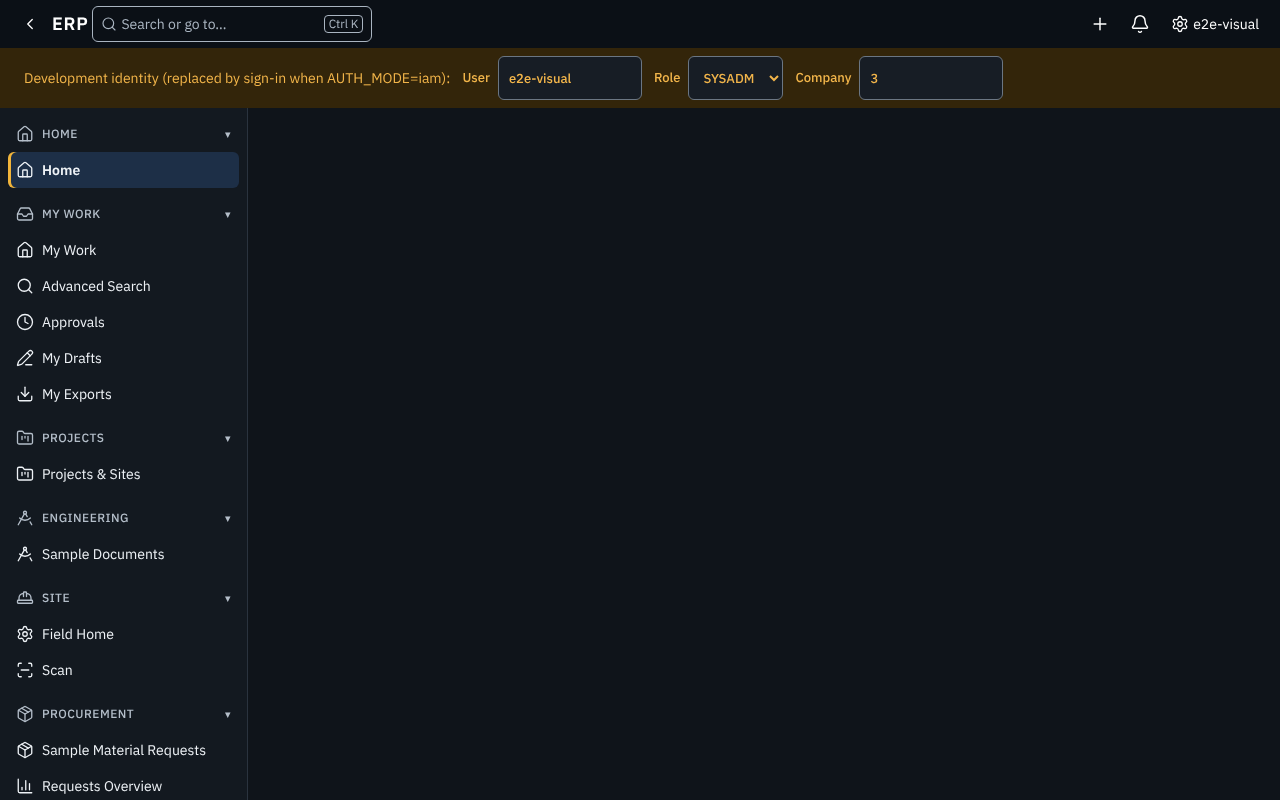 ERP
Search or go to...
Ctrl K
e2e-visual
Development identity (replaced by sign-in when AUTH_MODE=iam):
User
e2e-visual
Role
SYSADM
Company
3
HOME
Home
MY WORK
My Work
Advanced Search
Approvals
My Drafts
My Exports
PROJECTS
Projects & Sites
ENGINEERING
Sample Documents
SITE
Field Home
Scan
PROCUREMENT
Sample Material Requests
Requests Overview